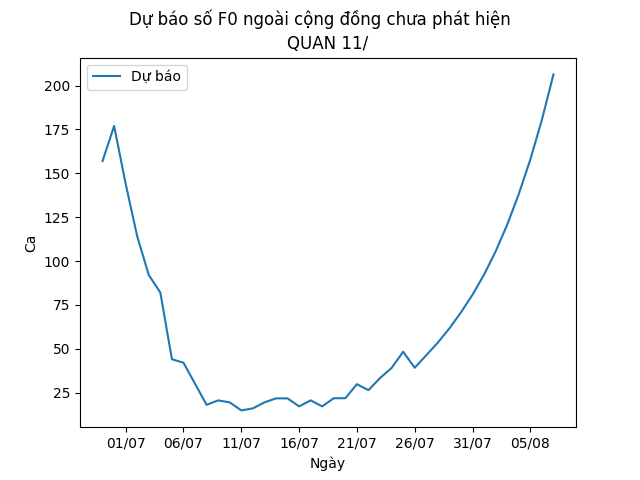 Dự báo số F0 ngoài cộng đồng chưa phát hiện
QUAN 11/
Dự báo
200
175
150
125
100
75
50
25
Ca
01/07 06/07 11/07 16/07 21/07 26/07 31/07 05/08
Ngày